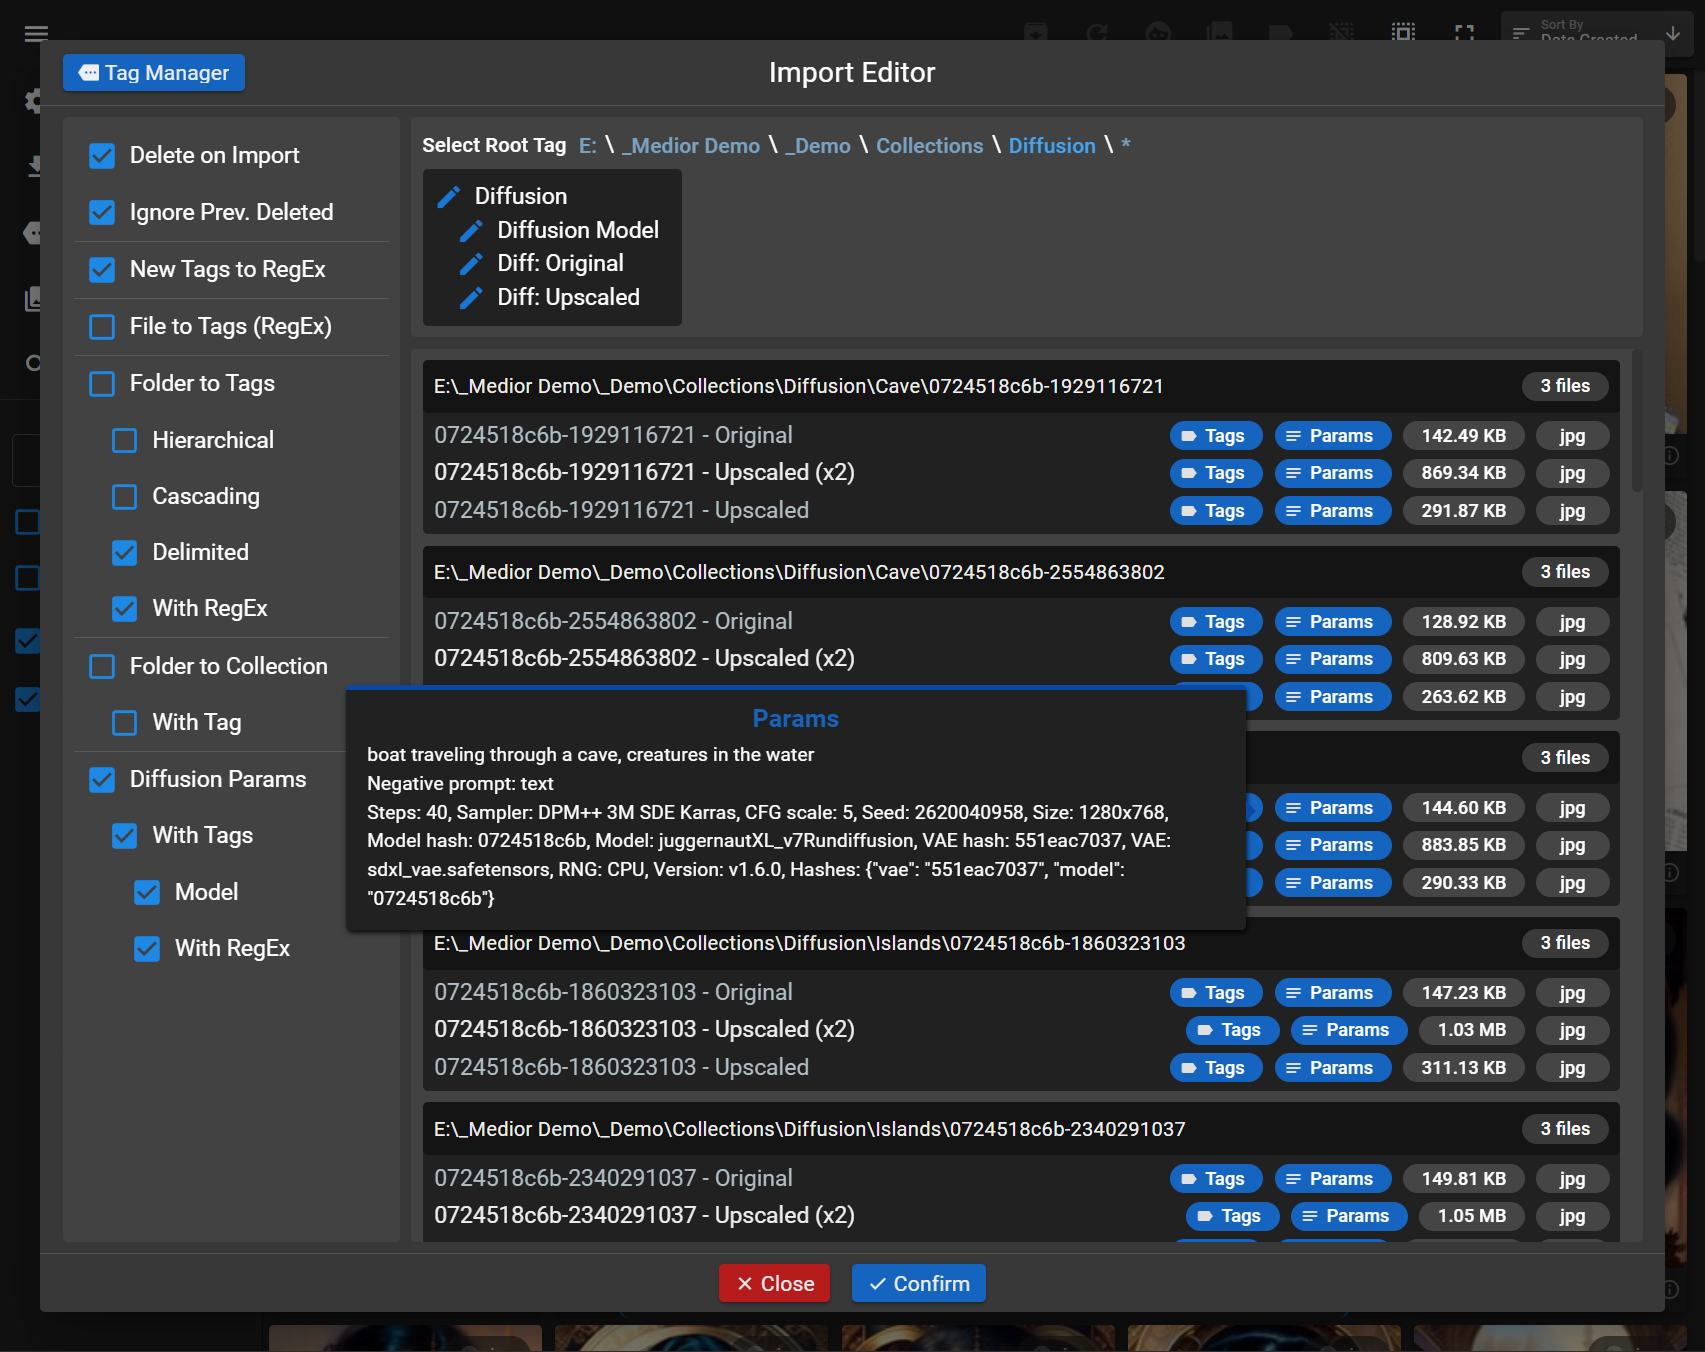 Sort By
Date Created
Tag Manager
Import Editor
Delete on Import
Ignore Prev. Deleted
New Tags to RegEx
File to Tags (RegEx)
Folder to Tags
Hierarchical
Cascading
Delimited
With RegEx
Folder to Collection
With Tag
Diffusion Params
With Tags
Model
With RegEx
Select Root Tag E: \ _Medior Demo \ _Demo \ Collections \ Diffusion \ *
Diffusion
Diffusion Model
Diff: Original
Diff: Upscaled
E:\_Medior Demo\_Demo\Collections\Diffusion\Cave\0724518c6b-1929116721 3 files
0724518c6b-1929116721 - Original Tags Params 142.49 KB jpg
0724518c6b-1929116721 - Upscaled (x2) Tags Params 869.34 KB jpg
0724518c6b-1929116721 - Upscaled Tags Params 291.87 KB jpg
E:\_Medior Demo\_Demo\Collections\Diffusion\Cave\0724518c6b-2554863802 3 files
0724518c6b-2554863802 - Original Tags Params 128.92 KB jpg
0724518c6b-2554863802 - Upscaled (x2) Tags Params 809.63 KB jpg
Params 263.62 KB jpg
3 files
Params 144.60 KB jpg
Params 883.85 KB jpg
Params 290.33 KB jpg
Params
boat traveling through a cave, creatures in the water
Negative prompt: text
Steps: 40, Sampler: DPM++ 3M SDE Karras, CFG scale: 5, Seed: 2620040958, Size: 1280x768,
Model hash: 0724518c6b, Model: juggernautXL_v7Rundiffusion, VAE hash: 551eac7037, VAE:
sdxl_vae.safetensors, RNG: CPU, Version: v1.6.0, Hashes: {"vae": "551eac7037", "model":
"0724518c6b"}
E:\_Medior Demo\_Demo\Collections\Diffusion\Islands\0724518c6b-1860323103 3 files
0724518c6b-1860323103 - Original Tags Params 147.23 KB jpg
0724518c6b-1860323103 - Upscaled (x2) Tags Params 1.03 MB jpg
0724518c6b-1860323103 - Upscaled Tags Params 311.13 KB jpg
E:\_Medior Demo\_Demo\Collections\Diffusion\Islands\0724518c6b-2340291037 3 files
0724518c6b-2340291037 - Original Tags Params 149.81 KB jpg
0724518c6b-2340291037 - Upscaled (x2) Tags Params 1.05 MB jpg
Close
Confirm